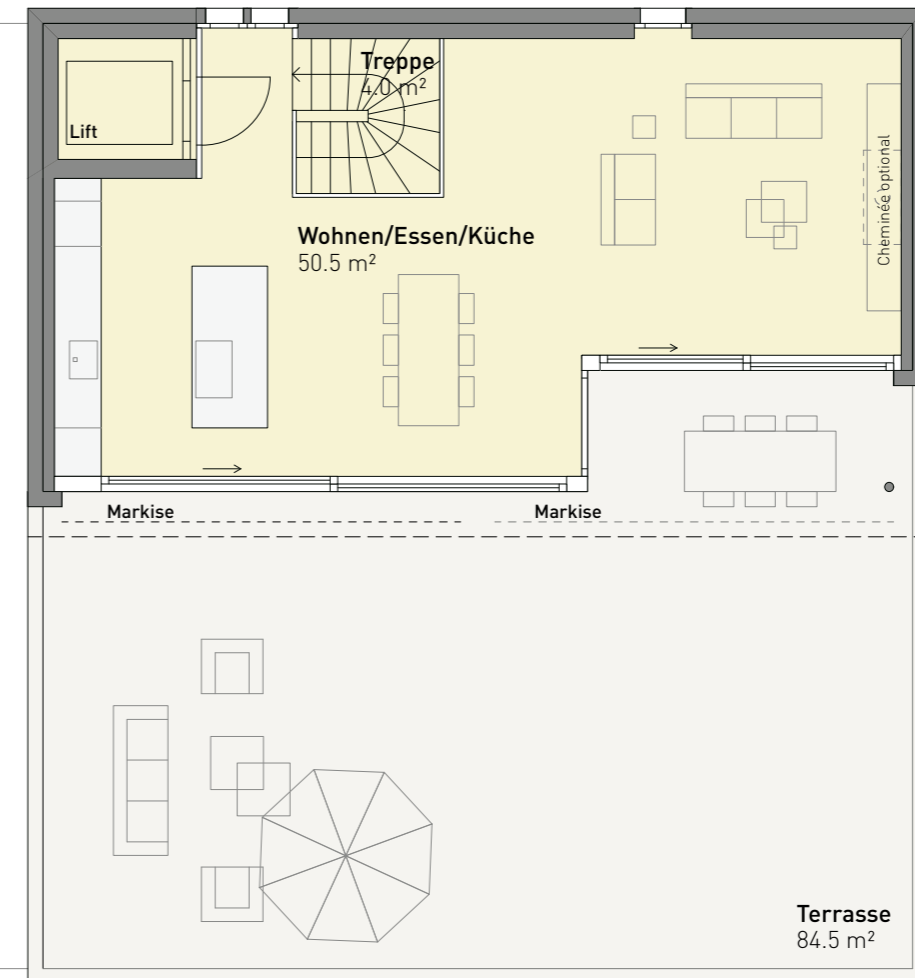 Treppe
4.0 m²
Lift
Cheminée optional
Wohnen/Essen/Küche
50.5 m²
Markise
Markise
Terrasse
84.5 m²